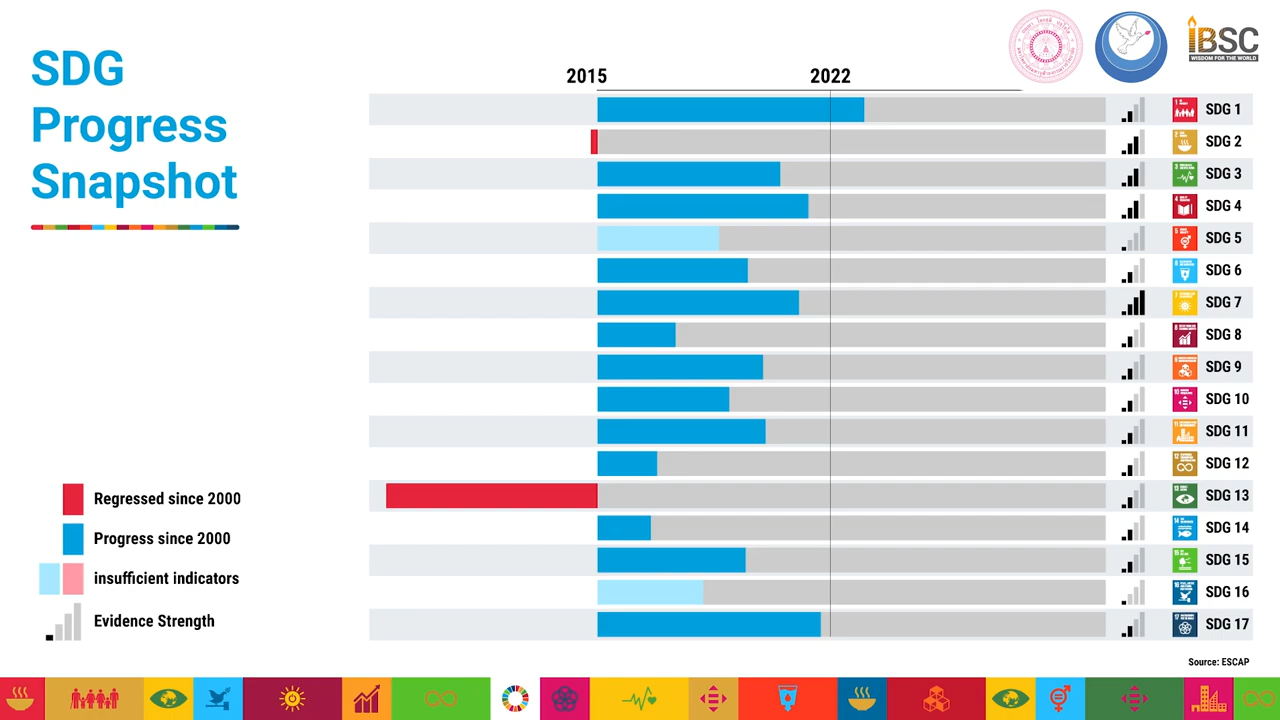 SDG
Progress
Snapshot
iBSC
WISDOM FOR THE WORLD
2015
2022
SDG 1
SDG 2
SDG 3
SDG 4
SDG 5
SDG 6
SDG 7
SDG 8
SDG 9
SDG 10
SDG 11
SDG 12
SDG 13
SDG 14
SDG 15
SDG 16
SDG 17
Regressed since 2000
Progress since 2000
insufficient indicators
Evidence Strength
Source: ESCAP